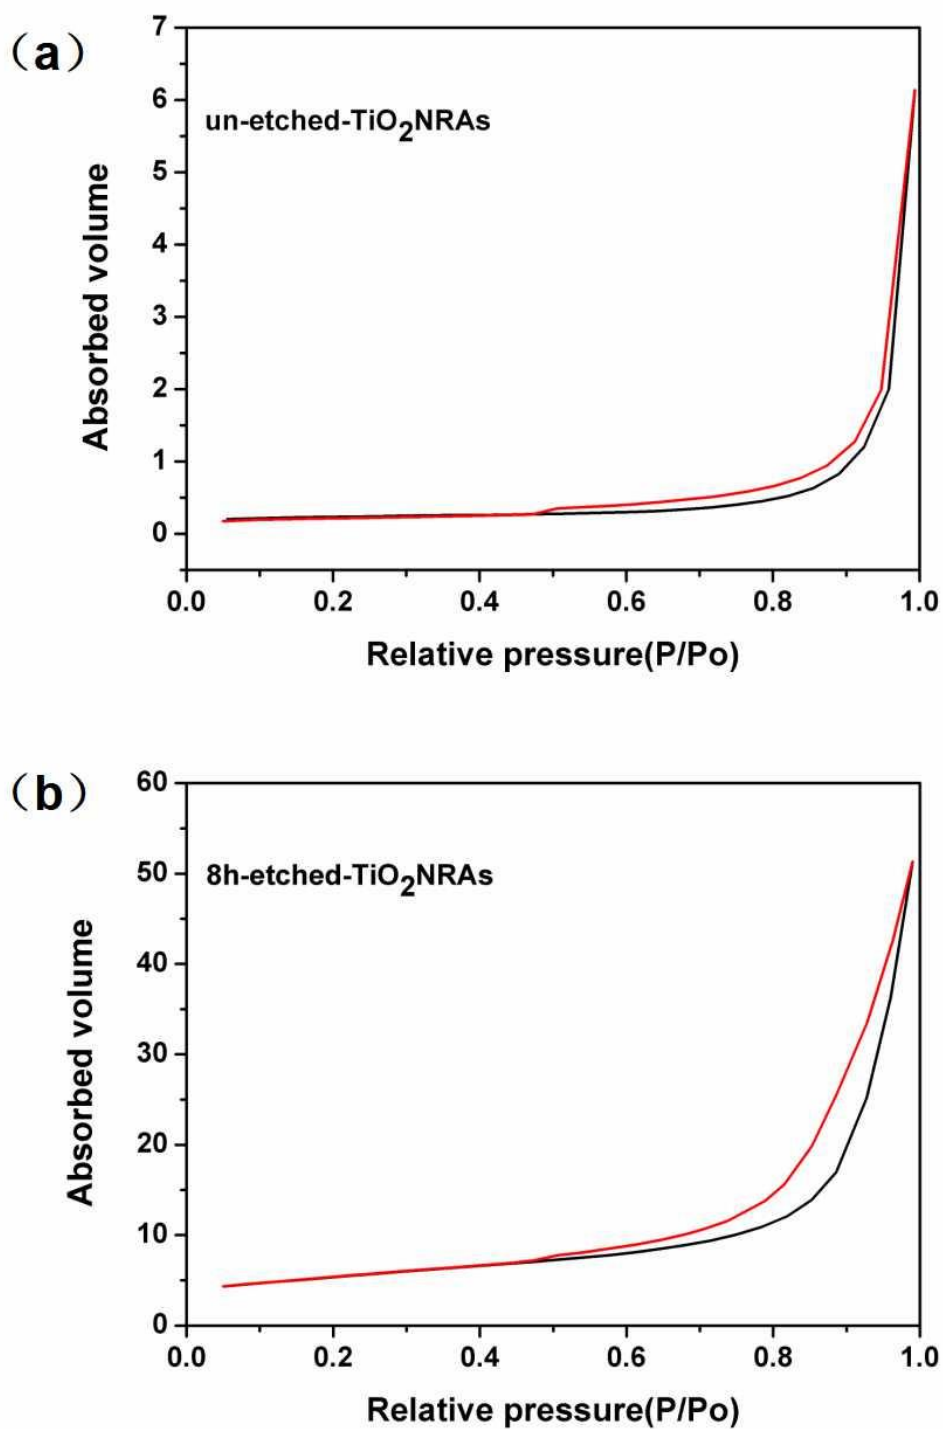 （a）
7
6
5
4
3
2
1
0
un-etched-TiO2NRAs
Absorbed volume
0.0 0.2 0.4 0.6 0.8 1.0
Relative pressure(P/Po)
（b）
60
50
40
30
20
10
0
8h-etched-TiO2NRAs
Absorbed volume
0.0 0.2 0.4 0.6 0.8 1.0
Relative pressure(P/Po)